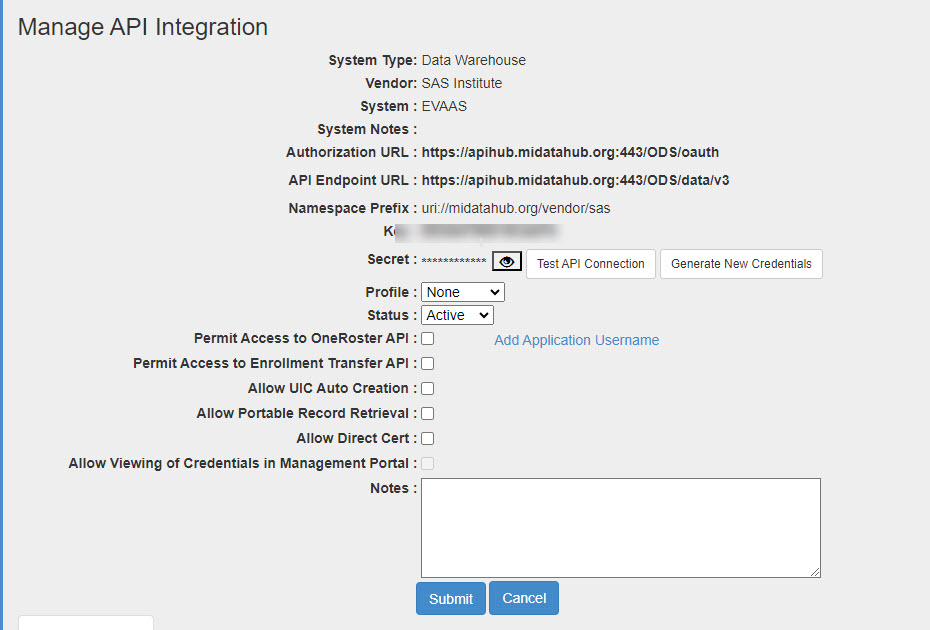 Manage API Integration
System Type: Data Warehouse
Vendor: SAS Institute
System : EVAAS
System Notes :
Authorization URL : https://apihub.midatahub.org:443/ODS/oauth
API Endpoint URL : https://apihub.midatahub.org:443/ODS/data/v3
Namespace Prefix : uri://midatahub.org/vendor/sas
Secret : ************ Test API Connection Generate New Credentials
Profile : None
Status : Active
Permit Access to OneRoster API : Add Application Username
Permit Access to Enrollment Transfer API :
Allow UIC Auto Creation :
Allow Portable Record Retrieval :
Allow Direct Cert :
Allow Viewing of Credentials in Management Portal :
Notes :
Submit Cancel